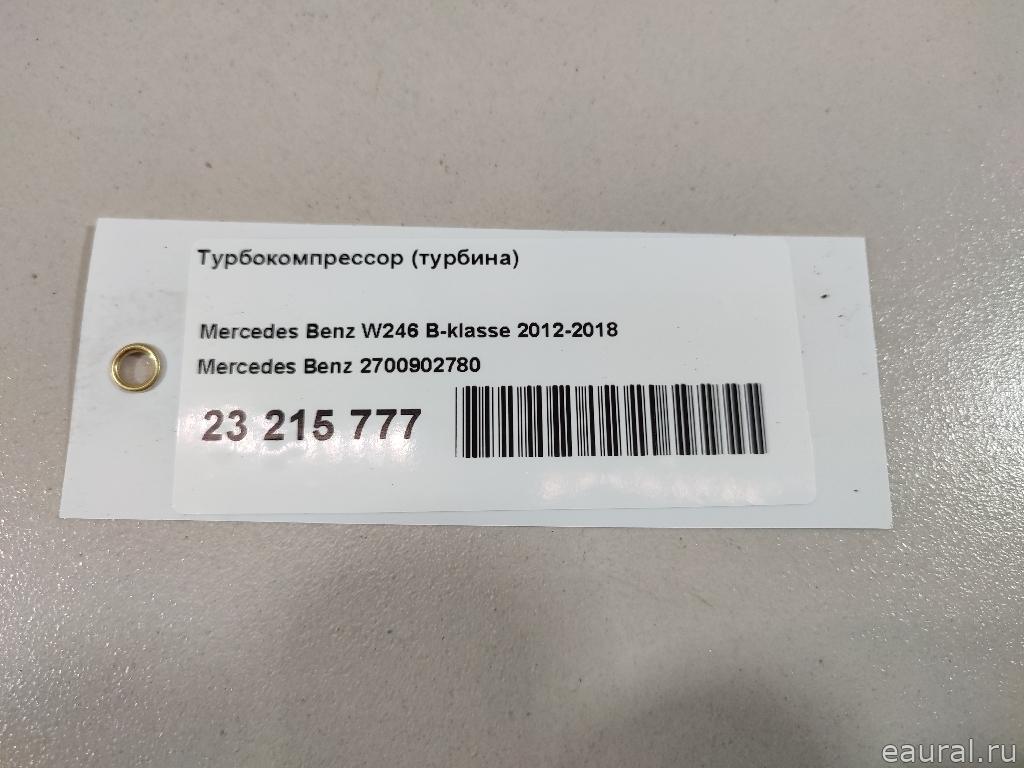 Турбокомпрессор (турбина)
Mercedes Benz W246 B-klasse 2012-2018
Mercedes Benz 2700902780
23 215 777
eaural.ru